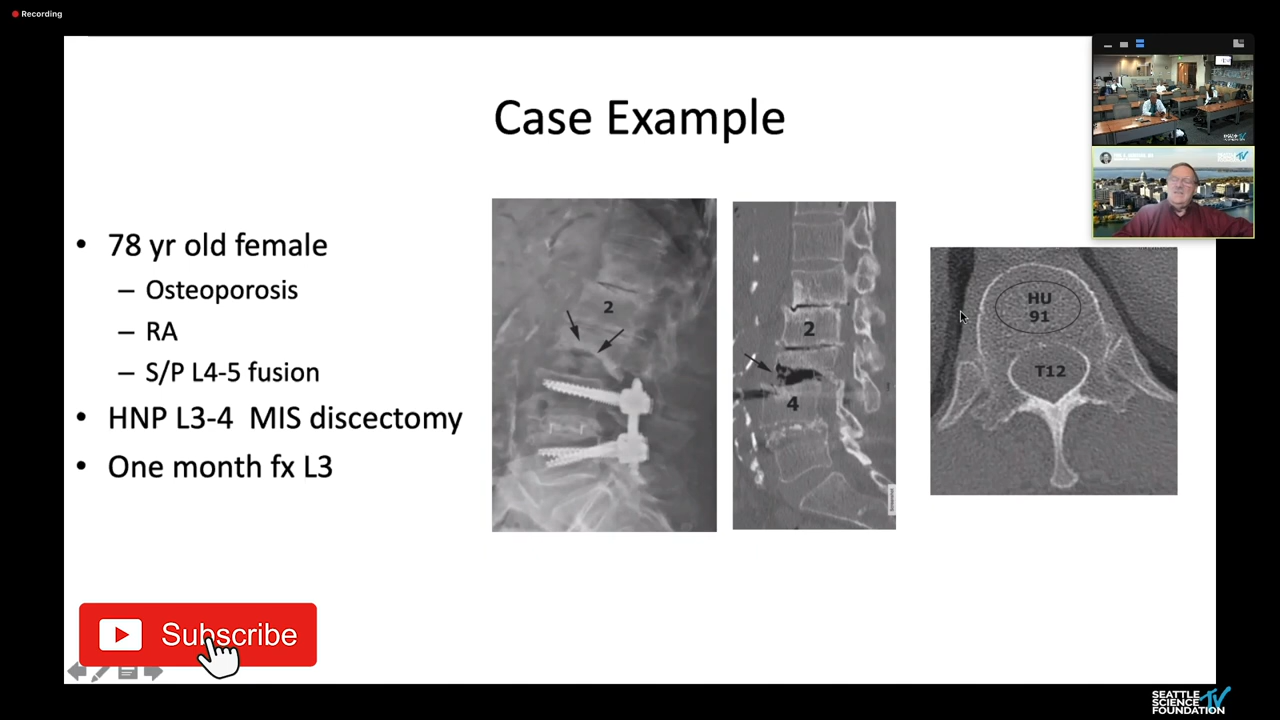 Recording
Case Example
• 78 yr old female
– Osteoporosis
– RA
– S/P L4-5 fusion
• HNP L3-4 MIS discectomy
• One month fx L3
2
2
4
HU
91
T12
Subscribe
SEATTLE
SCIENCE
FOUNDATION
TV